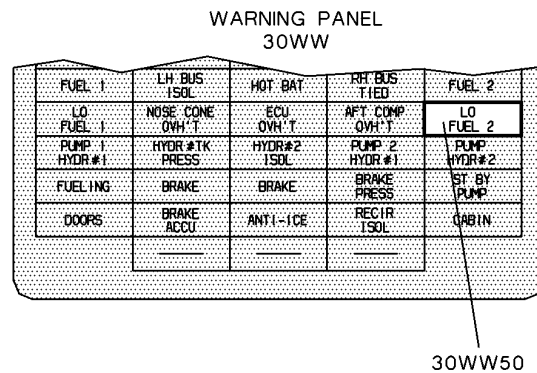 WARNING PANEL
30WW
FUEL 1
LH BUS
ISOL
HOT BAT
RH BUS
TIED
FUEL 2
LO
FUEL 1
NOSE CONE
OVH'T
ECU
OVH'T
AFT COMP
OVH'T
LO
FUEL 2
PUMP 1
HYDR#1
HYDR#TK
PRESS
HYDR#2
ISOL
PUMP 2
HYDR#1
PUMP
HYDR#2
FUELING
BRAKE
BRAKE
BRAKE
PRESS
ST BY
PUMP
DOORS
BRAKE
ACCU
ANTI-ICE
RECIR
ISOL
CABIN
30WW50